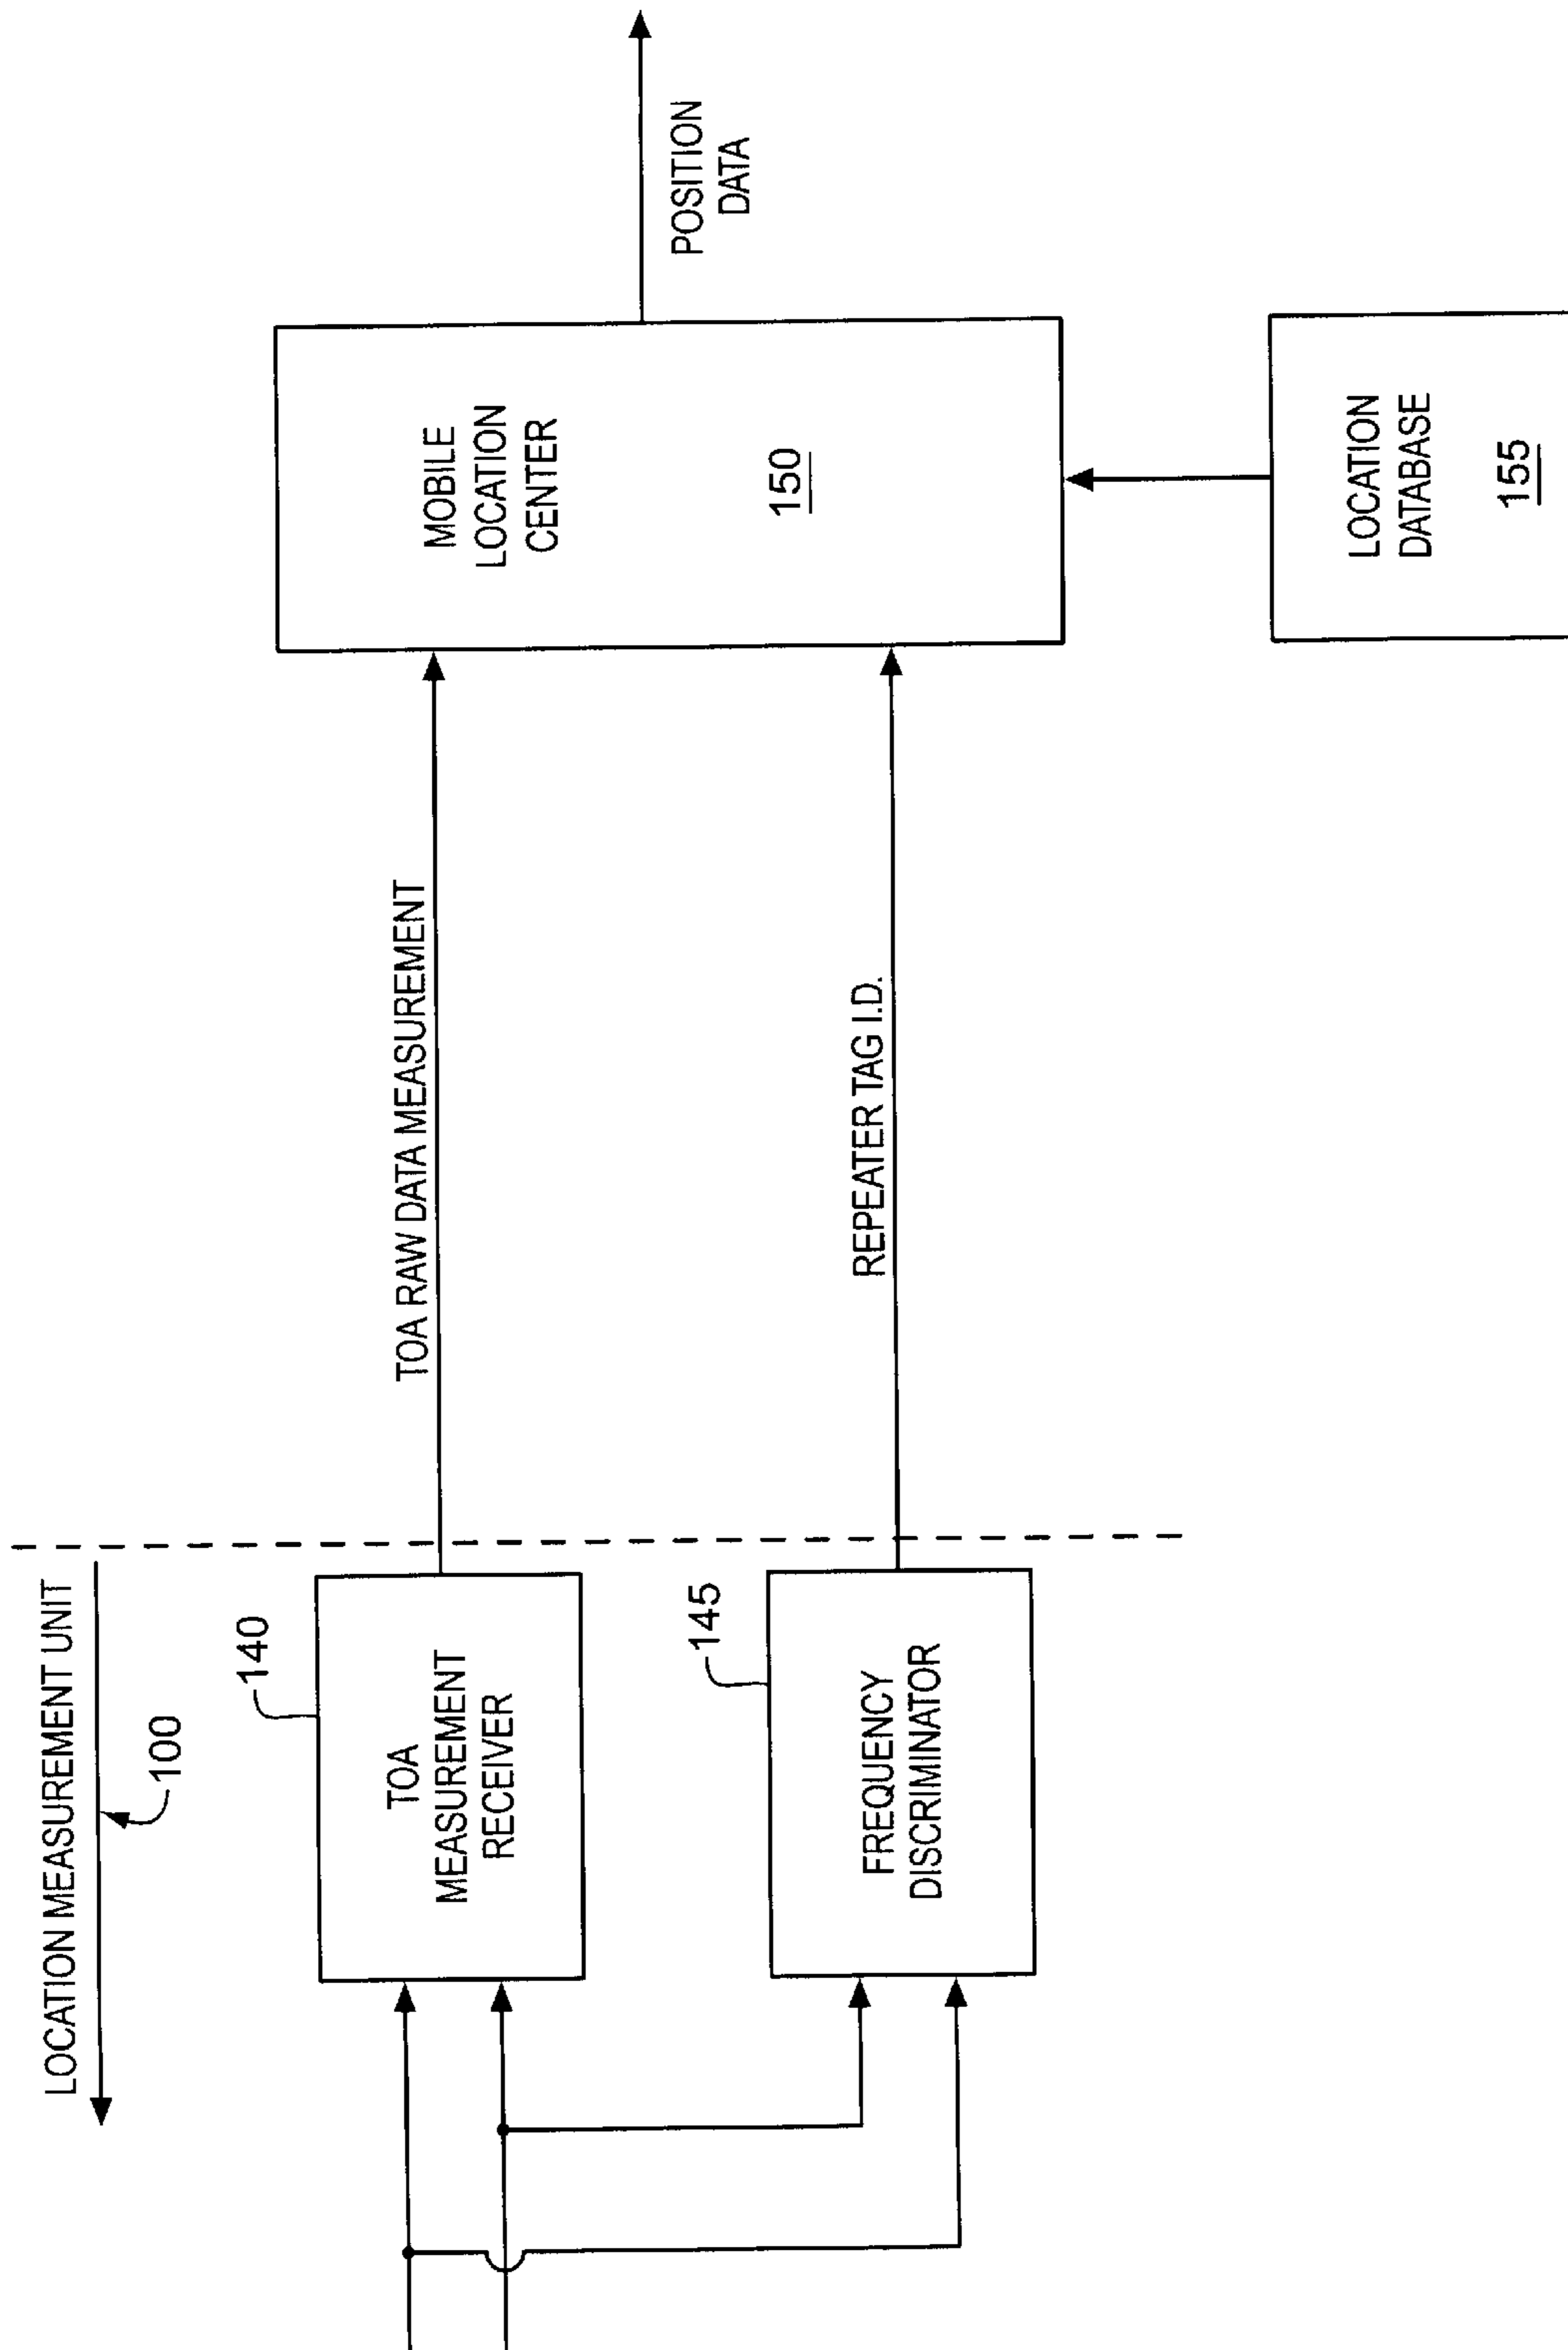 LOCATION MEASUREMENT UNIT
100
140
TOA
MEASUREMENT
RECEIVER
145
FREQUENCY
DISCRIMINATOR
TOA RAW DATA MEASUREMENT
REPEATER TAG I.D.
MOBILE
LOCATION
CENTER
150
LOCATION
DATABASE
155
POSITION
DATA